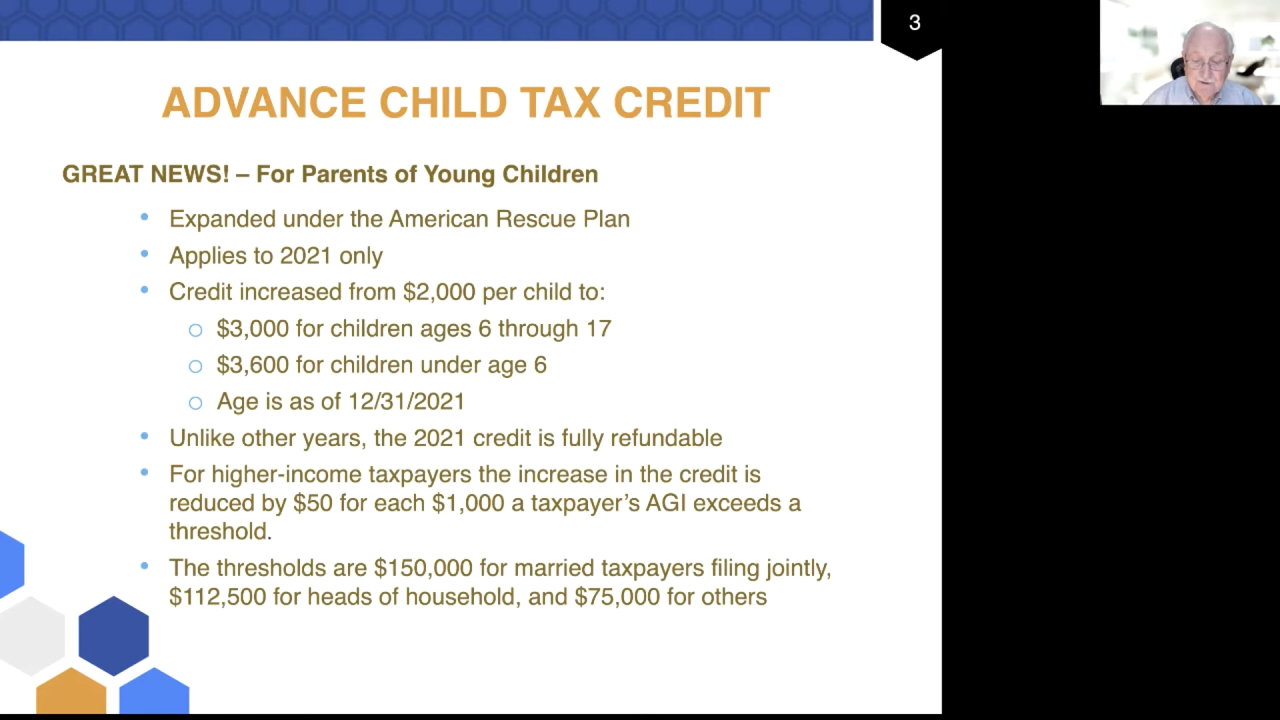 3
ADVANCE CHILD TAX CREDIT
GREAT NEWS! – For Parents of Young Children
• Expanded under the American Rescue Plan
• Applies to 2021 only
• Credit increased from $2,000 per child to:
○ $3,000 for children ages 6 through 17
○ $3,600 for children under age 6
○ Age is as of 12/31/2021
• Unlike other years, the 2021 credit is fully refundable
• For higher-income taxpayers the increase in the credit is
reduced by $50 for each $1,000 a taxpayer’s AGI exceeds a
threshold.
• The thresholds are $150,000 for married taxpayers filing jointly,
$112,500 for heads of household, and $75,000 for others